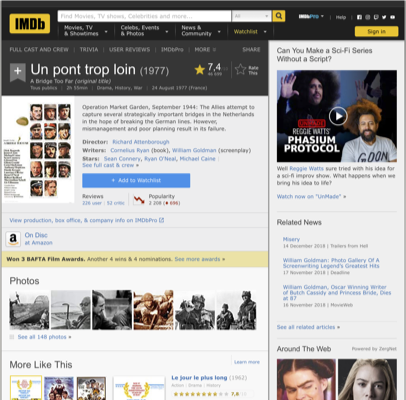 IMDb
Find Movies, TV shows, Celebrities and more...
All
Movies, TV
& Showtimes
Celebs, Events
& Photos
News &
Community
Watchlist
IMDbPro
Help
Sign in
FULL CAST AND CREW | TRIVIA | USER REVIEWS | IMDbPro | MORE
SHARE
Un pont trop loin (1977)
A Bridge Too Far (original title)
Tous publics | 2h 55min | Drama, History, War | 24 August 1977 (France)
7,4
Rate
This
Operation Market Garden, September 1944: The Allies attempt to
capture several strategically important bridges in the Netherlands
in the hope of breaking the German lines. However,
mismanagement and poor planning result in its failure.
Director: Richard Attenborough
Writers: Cornelius Ryan (book), William Goldman (screenplay)
Stars: Sean Connery, Ryan O'Neal, Michael Caine
See full cast & crew »
+ Add to Watchlist
Reviews
226 user | 52 critic
Popularity
2 208 (
View production, box office, & company info on IMDbPro
a
On Disc
at Amazon
Won 3 BAFTA Film Awards. Another 4 wins & 4 nominations. See more awards »
Photos
See all 148 photos »
More Like This
Learn more
Le jour le plus long (1962)
Action | Drama | History
7,8
Can You Make a Sci-Fi Series
Without a Script?
REGGIE WATTS'
PHASIUM
PROTOCOL
Well Reggie Watts sure tried with his idea for
a sci-fi improv show. What happens when we
bring his idea to life?
Watch now on "UnMade" »
Related News
Misery
14 December 2018 | Trailers From Hell
William Goldman: Photo Gallery Of A
Screenwriting Legend's Greatest Hits
17 November 2018 | Deadline
William Goldman, Oscar Winning Writer
of Butch Cassidy and Princess Bride, Dies
at 87
16 November 2018 | MovieWeb
See all related articles »
Around The Web
Powered by ZergNet